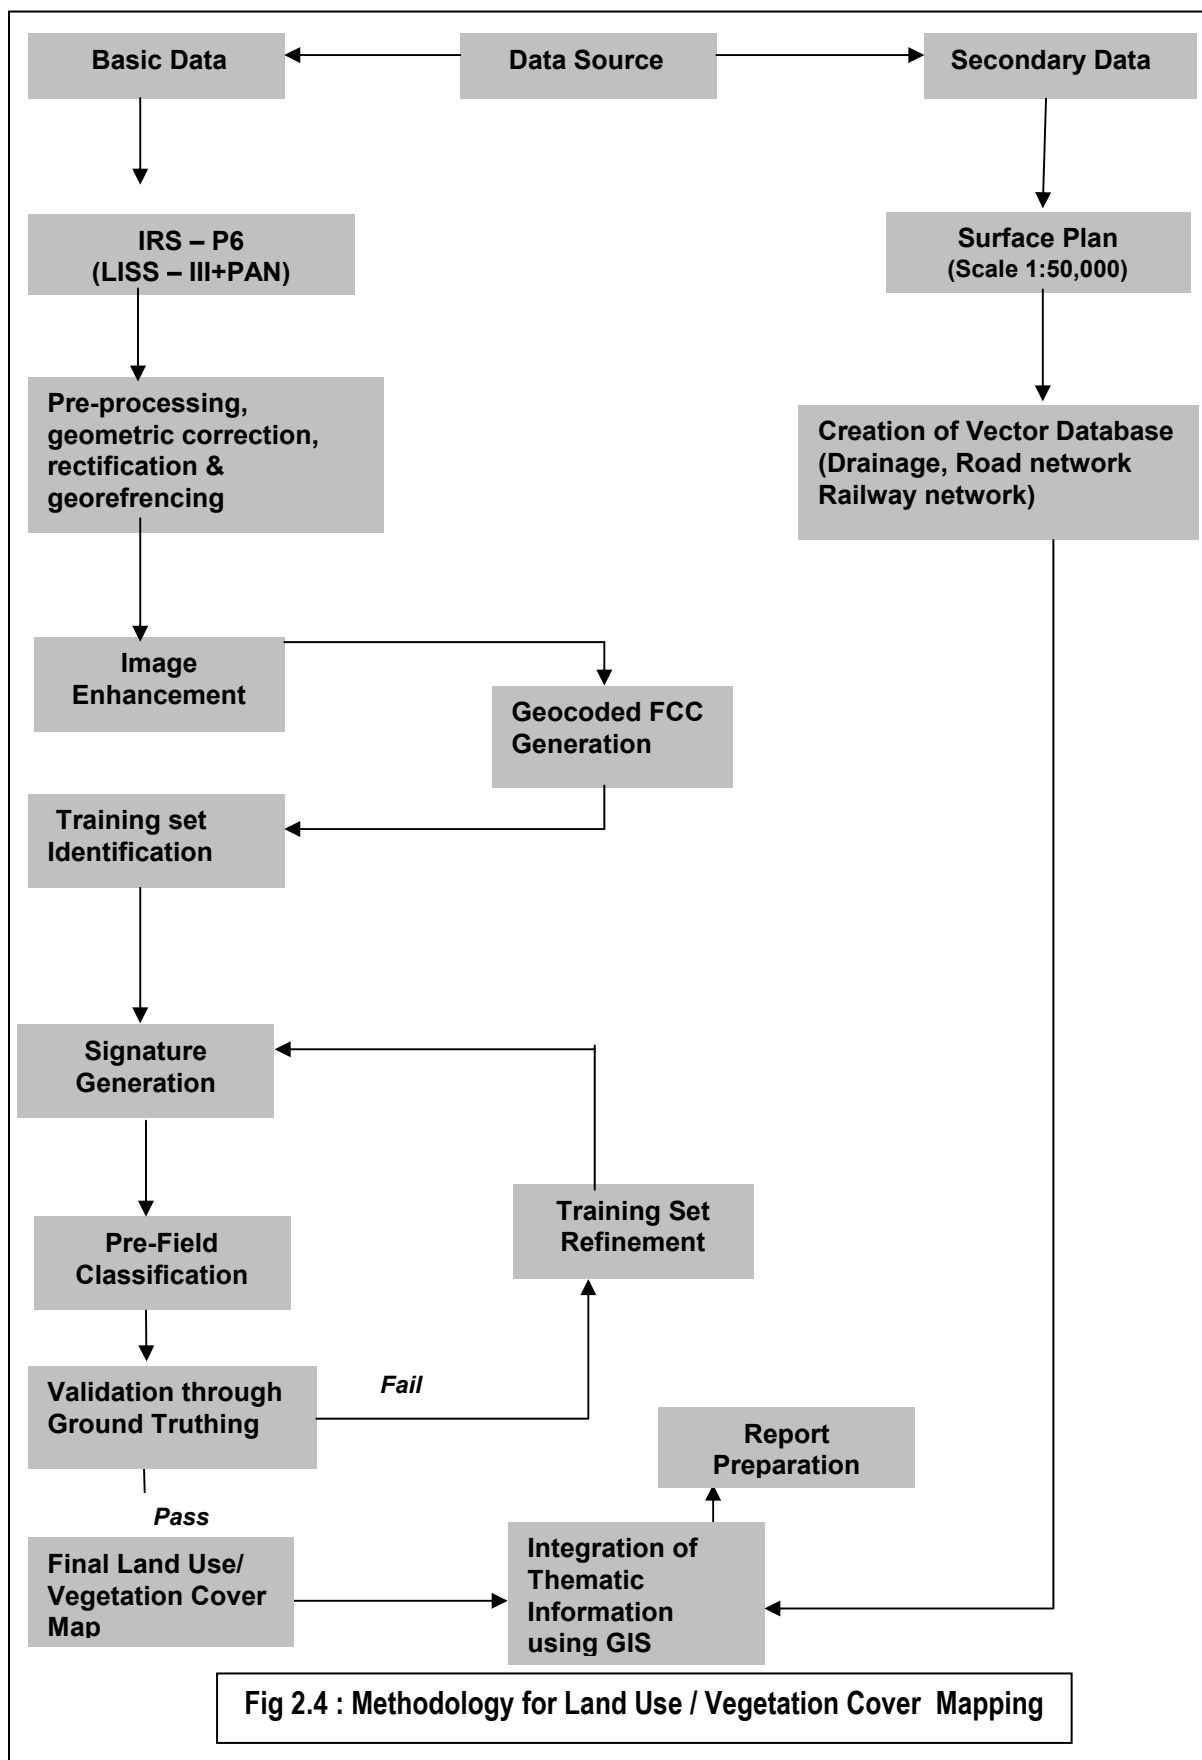 Basic Data
Data Source
Secondary Data
IRS – P6
(LISS – III+PAN)
Surface Plan
(Scale 1:50,000)
Pre-processing,
geometric correction,
rectification &
georefrencing
Creation of Vector Database
(Drainage, Road network
Railway network)
Image
Enhancement
Geocoded FCC
Generation
Training set
Identification
Signature
Generation
Training Set
Refinement
Pre-Field
Classification
Validation through
Ground Truthing
Fail
Report
Preparation
Pass
Final Land Use/
Vegetation Cover
Map
Integration of
Thematic
Information
using GIS
Fig 2.4 : Methodology for Land Use / Vegetation Cover Mapping